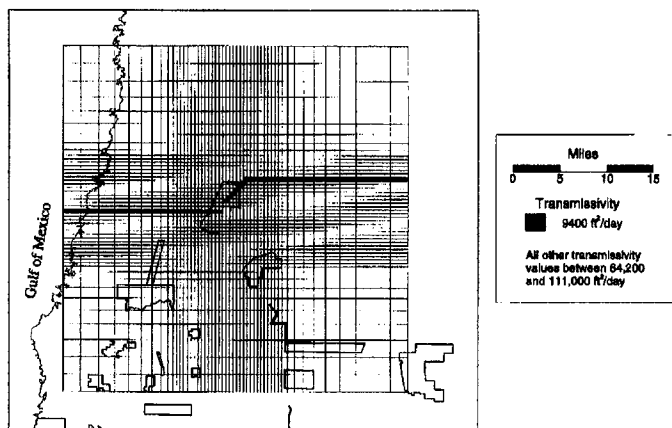 Gulf of Mexico
Miles
0 5 10 15
Tranamissivity
9400 ft²/day
All other transmissivity
values between 64,200
and 111,000 ft²/day